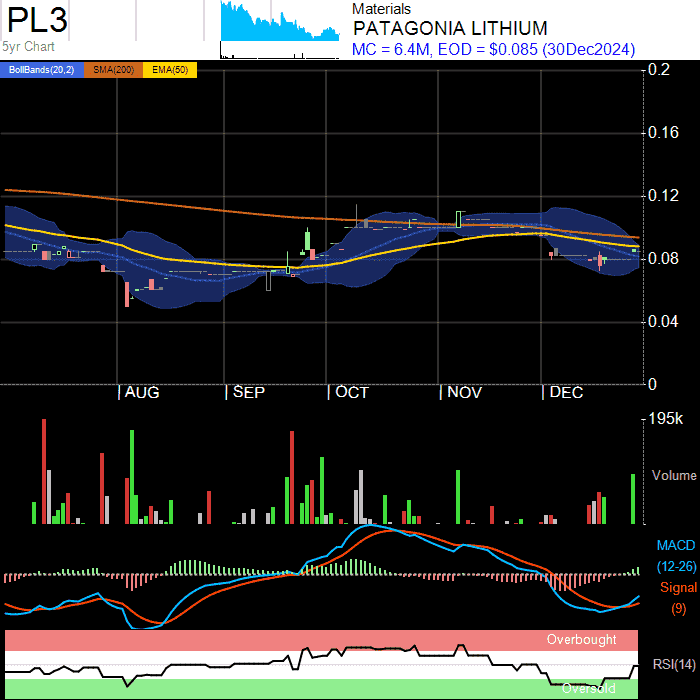 PL3
5yr Chart
Materials
PATAGONIA LITHIUM
MC = 6.4M, EOD = $0.085 (30Dec2024)
BollBands(20,2) SMA(200) EMA(50)
0.2
0.16
0.12
0.08
0.04
0
AUG SEP OCT NOV DEC
195k
Volume
MACD
(12-26)
Signal
(9)
Overbought
RSI(14)
Oversold